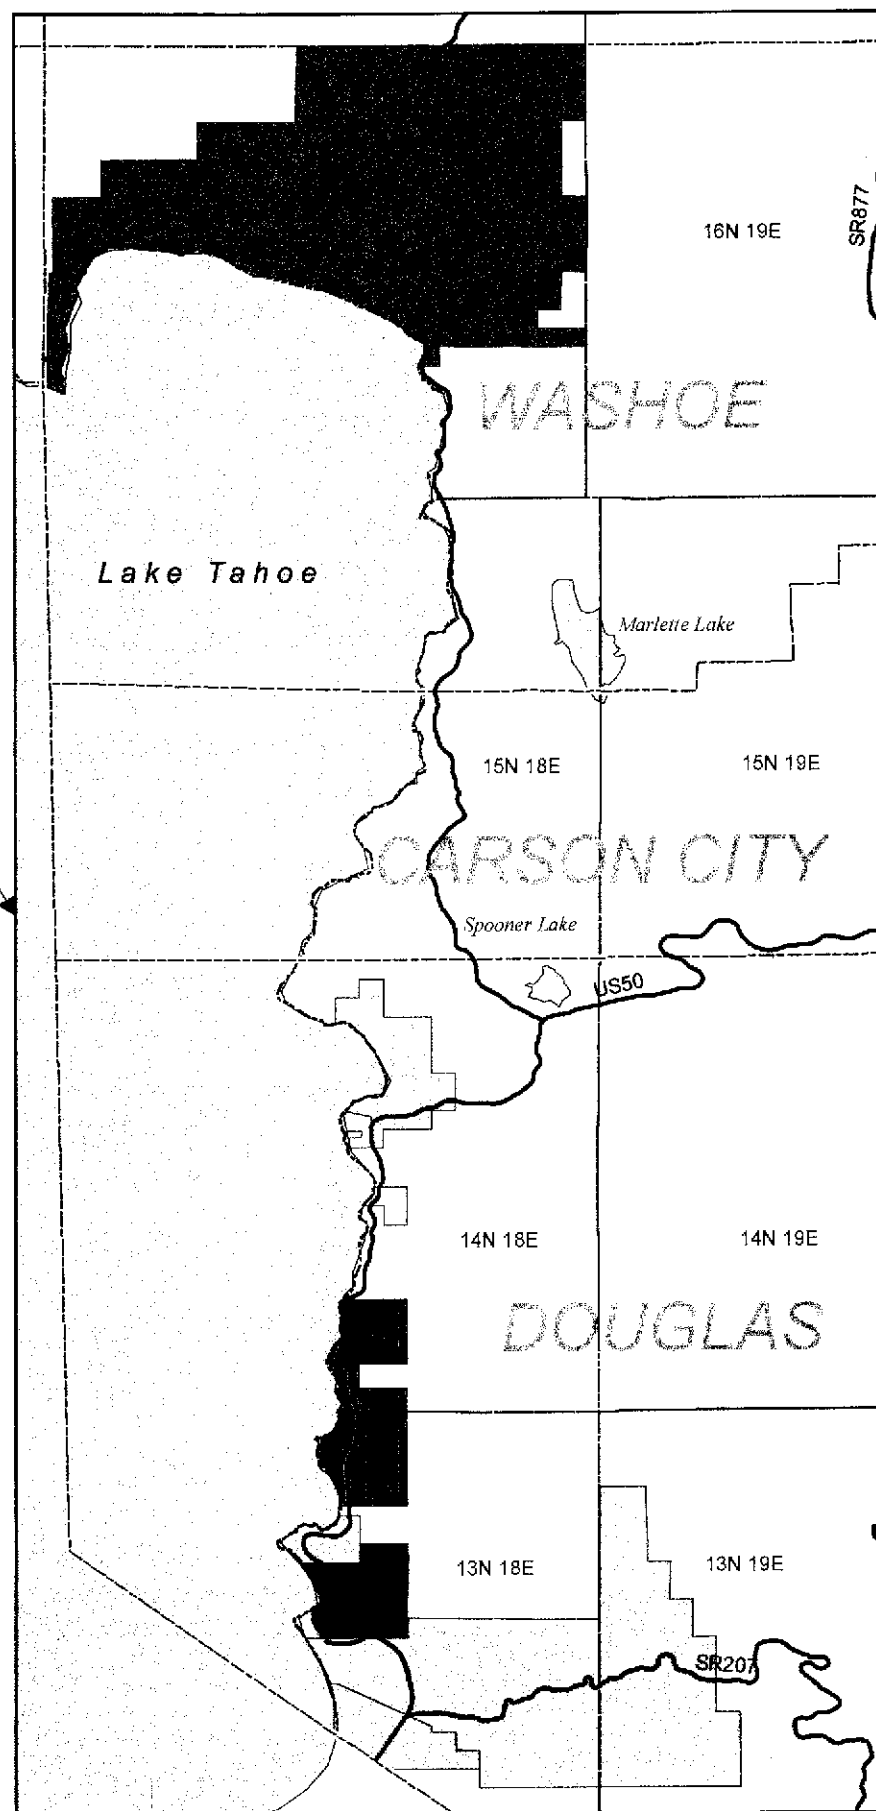 16N 19E
SR877
WASHOE
Lake Tahoe
Marlette Lake
15N 18E
15N 19E
CARSON CITY
Spooner Lake
US50
14N 18E
14N 19E
DOUGLAS
13N 18E
13N 19E
SR207